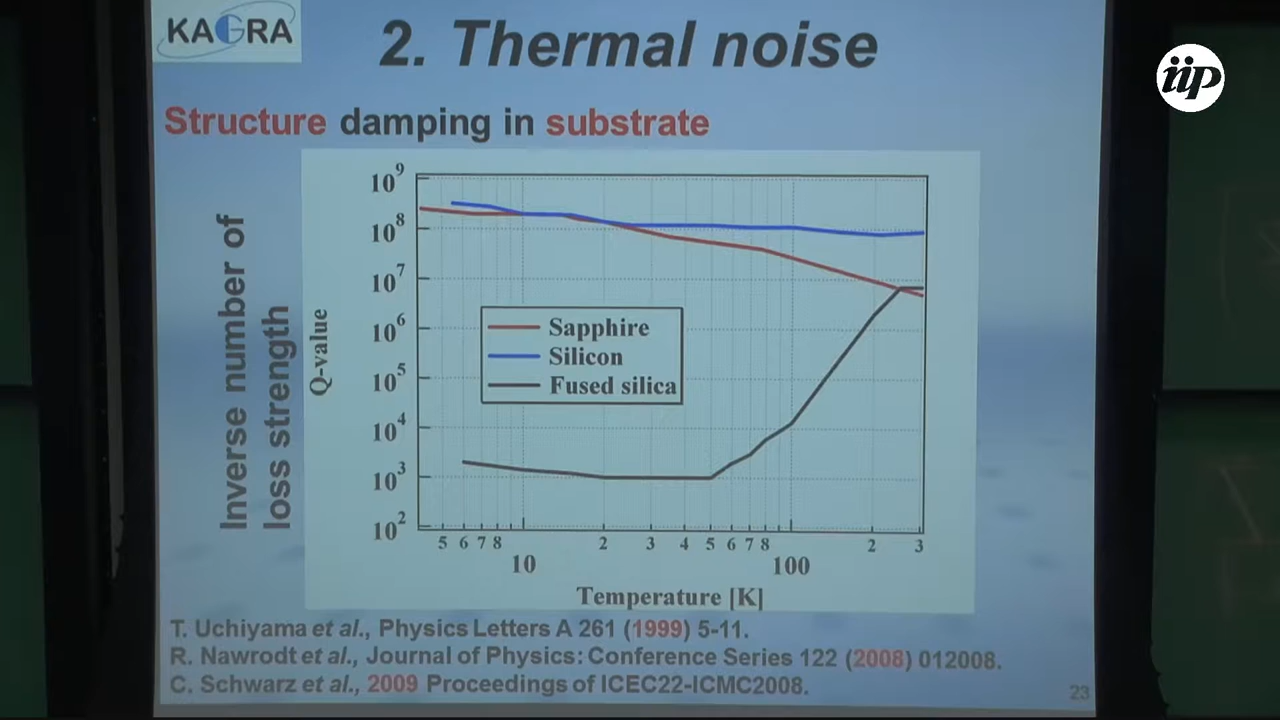 KAGRA
2. Thermal noise
iip
Structure damping in substrate
Inverse number of
loss strength
Q-value
10^9
10^8
10^7
10^6
10^5
10^4
10^3
10^2
Sapphire
Silicon
Fused silica
5 6 7 8 2 3 4 5 6 7 8 2 3
10 100
Temperature [K]
T. Uchiyama et al., Physics Letters A 261 (1999) 5-11.
R. Nawrodt et al., Journal of Physics: Conference Series 122 (2008) 012008.
C. Schwarz et al., 2009 Proceedings of ICEC22-ICMC2008.
23